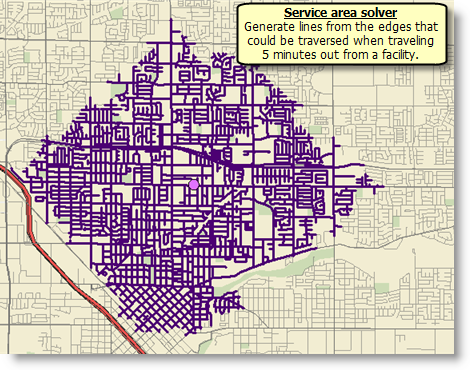 Service area solver
Generate lines from the edges that
could be traversed when traveling
5 minutes out from a facility.